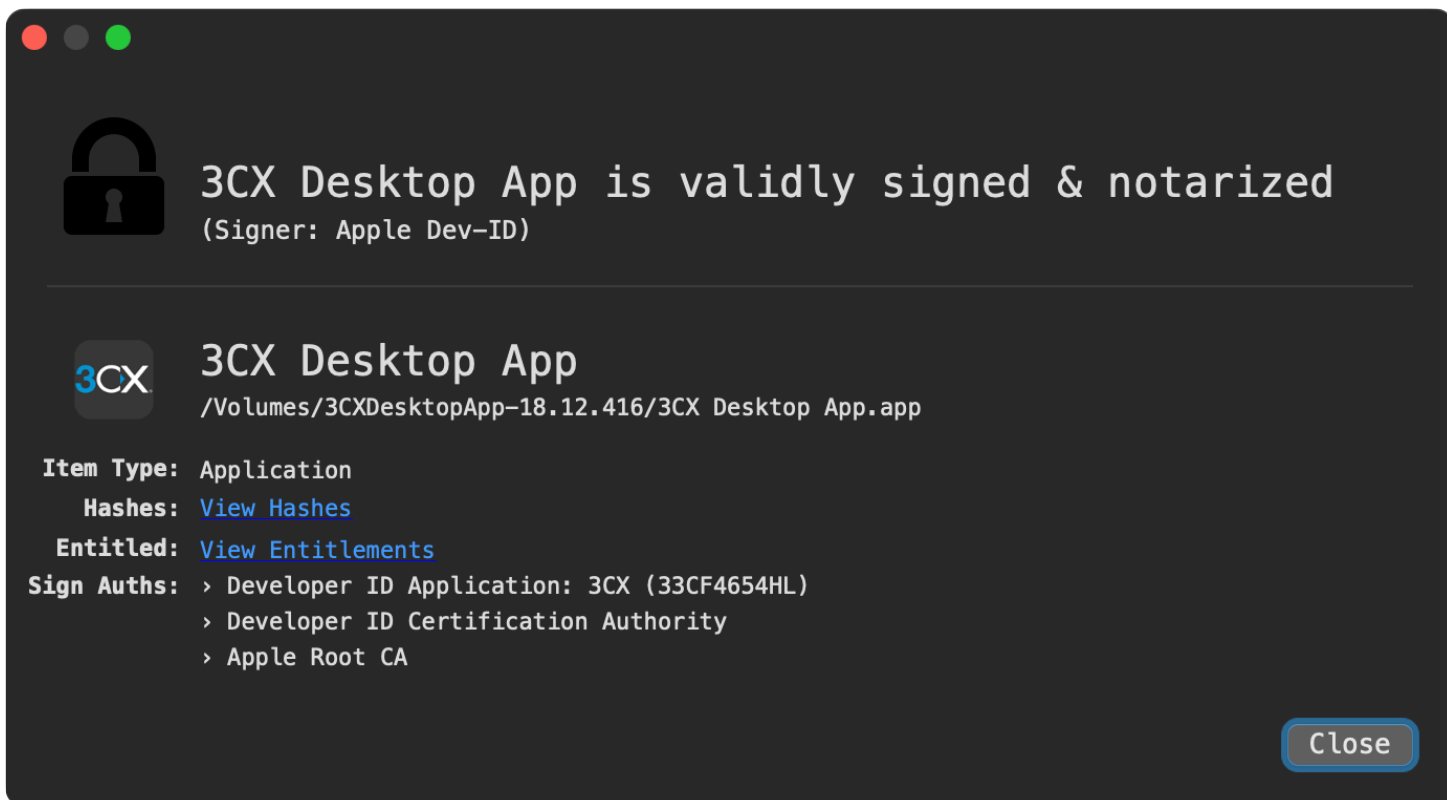 3CX Desktop App is validly signed & notarized
(Signer: Apple Dev-ID)
3CX
3CX Desktop App
/Volumes/3CXDesktopApp-18.12.416/3CX Desktop App.app
Item Type: Application
Hashes: View Hashes
Entitled: View Entitlements
Sign Auths: › Developer ID Application: 3CX (33CF4654HL)
› Developer ID Certification Authority
› Apple Root CA
Close